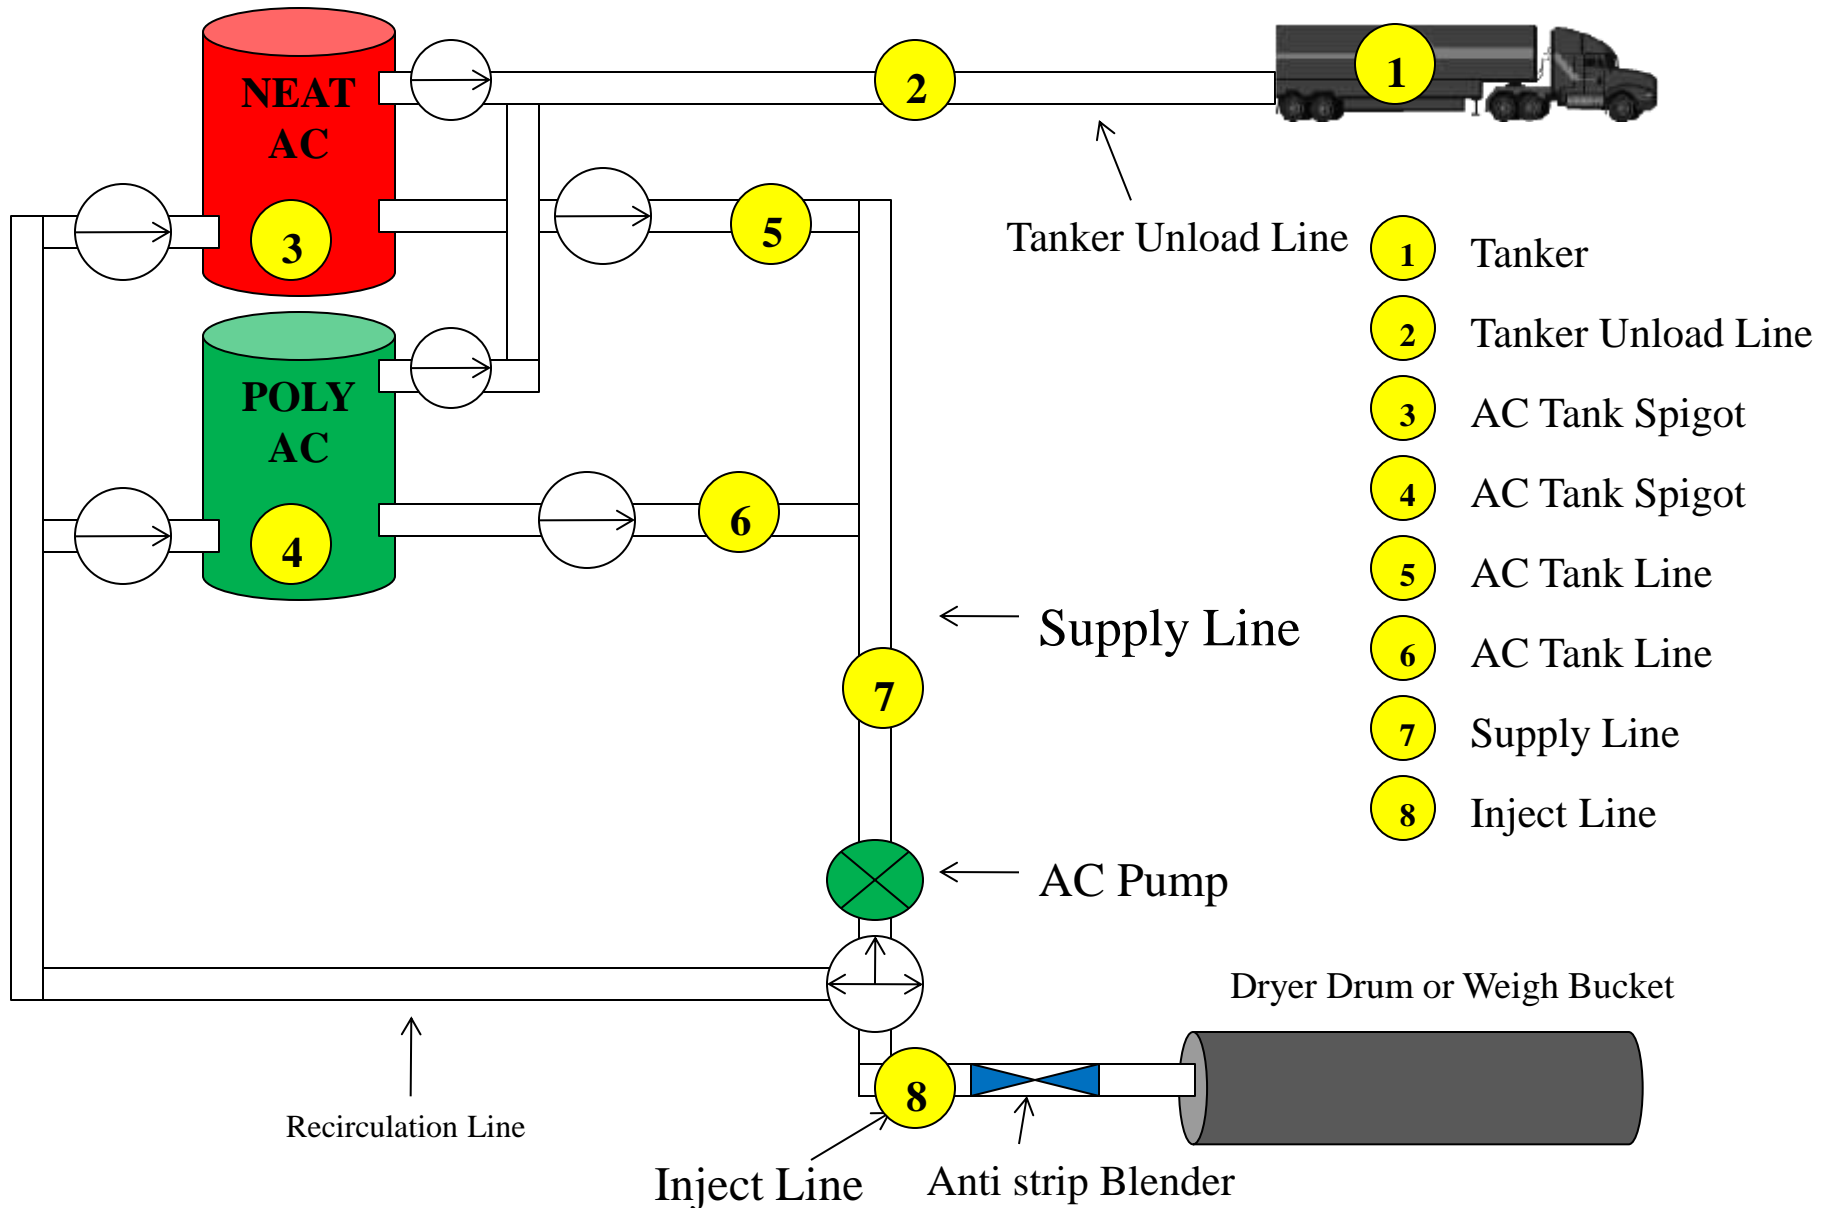 NEAT
AC
2
1
3
5
Tanker Unload Line
POLY
AC
4
6
Supply Line
7
AC Pump
1 Tanker
2 Tanker Unload Line
3 AC Tank Spigot
4 AC Tank Spigot
5 AC Tank Line
6 AC Tank Line
7 Supply Line
8 Inject Line
Dryer Drum or Weigh Bucket
8
Recirculation Line
Inject Line
Anti strip Blender